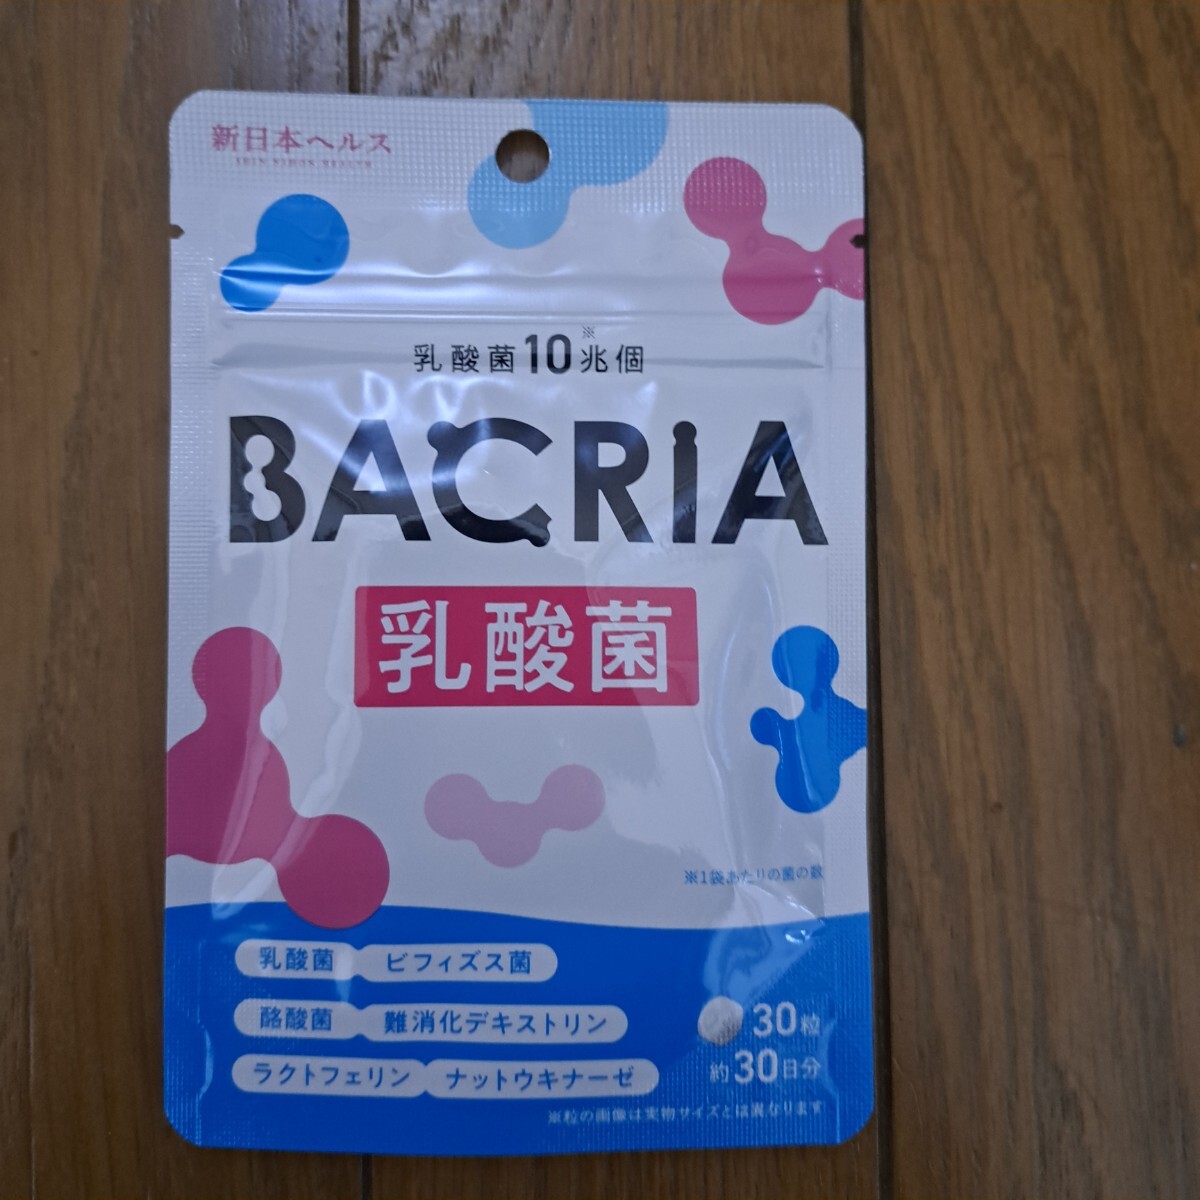 新日本ヘルス
SHIN NIHON HEALTH
乳酸菌10※兆個
BACRiA
乳酸菌
※1袋あたりの菌の数
乳酸菌 ビフィズス菌
酪酸菌 難消化デキストリン
ラクトフェリン ナットウキナーゼ
30粒
約30日分
※粒の画像は実物サイズとは異なります